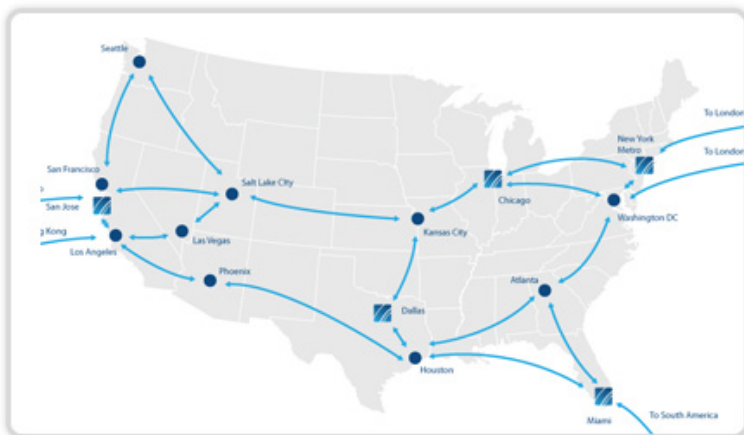 Seattle
To London
New York
Metro
To London
San Francisco
Salt Lake City
Chicago
San Jose
Washington DC
Kansas City
g Kong
Las Vegas
Los Angeles
Phoenix
Atlanta
Dallas
Houston
Miami
To South America